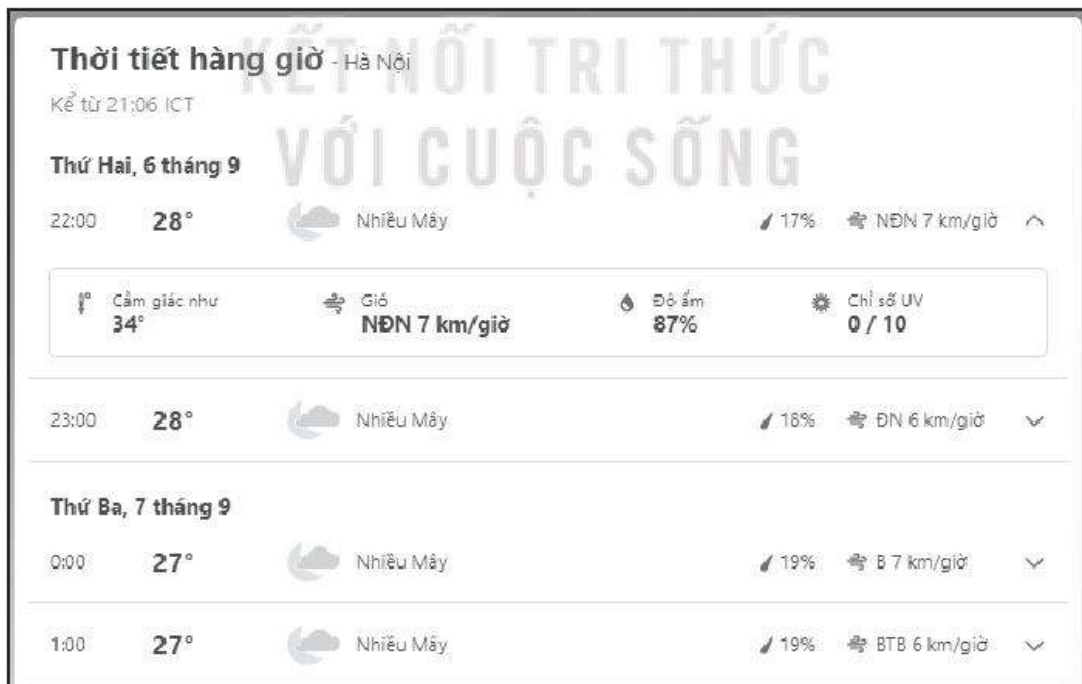 KẾT NỐI TRI THỨC
VỚI CUỘC SỐNG
Thời tiết hàng giờ - Hà Nội
Kể từ 21:06 ICT
Thứ Hai, 6 tháng 9
22:00 28° Nhiều Mây 17% NĐN 7 km/giờ
Cảm giác như Gió Độ ẩm Chỉ số UV
34° NĐN 7 km/giờ 87% 0 / 10
23:00 28° Nhiều Mây 18% ĐN 6 km/giờ
Thứ Ba, 7 tháng 9
0:00 27° Nhiều Mây 19% B 7 km/giờ
1:00 27° Nhiều Mây 19% BTB 6 km/giờ